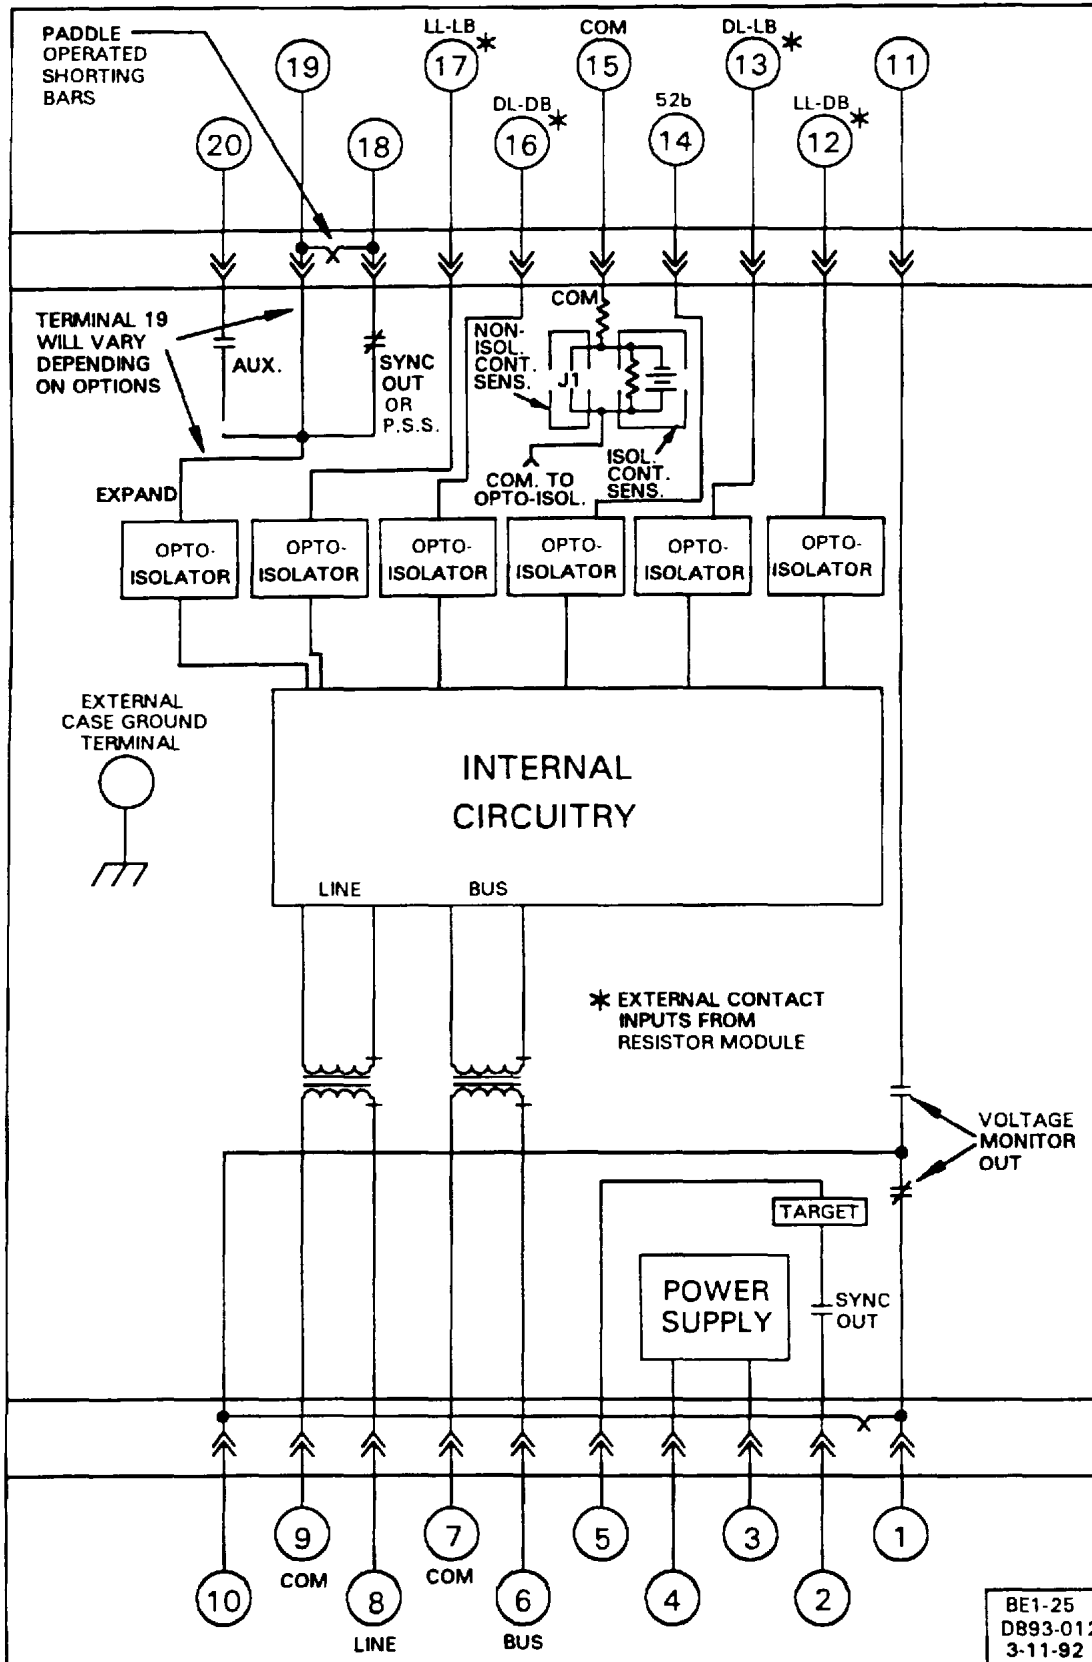 PADDLE
OPERATED
SHORTING
BARS
19
LL-LB *
17
COM
15
DL-LB *
13
11
20
18
DL-DB *
16
52b
14
LL-DB *
12
TERMINAL 19
WILL VARY
DEPENDING
ON OPTIONS
AUX.
SYNC
OUT
OR
P.S.S.
COM
NON-
ISOL.
CONT.
SENS.
J1
COM. TO
OPTO-ISOL.
ISOL.
CONT.
SENS.
EXPAND
OPTO-
ISOLATOR
OPTO-
ISOLATOR
OPTO-
ISOLATOR
OPTO-
ISOLATOR
OPTO-
ISOLATOR
OPTO-
ISOLATOR
EXTERNAL
CASE GROUND
TERMINAL
INTERNAL
CIRCUITRY
LINE
BUS
* EXTERNAL CONTACT
INPUTS FROM
RESISTOR MODULE
VOLTAGE
MONITOR
OUT
TARGET
POWER
SUPPLY
SYNC
OUT
9
COM
7
COM
5
3
1
10
8
LINE
6
BUS
4
2
BE1-25
D893-012
3-11-92